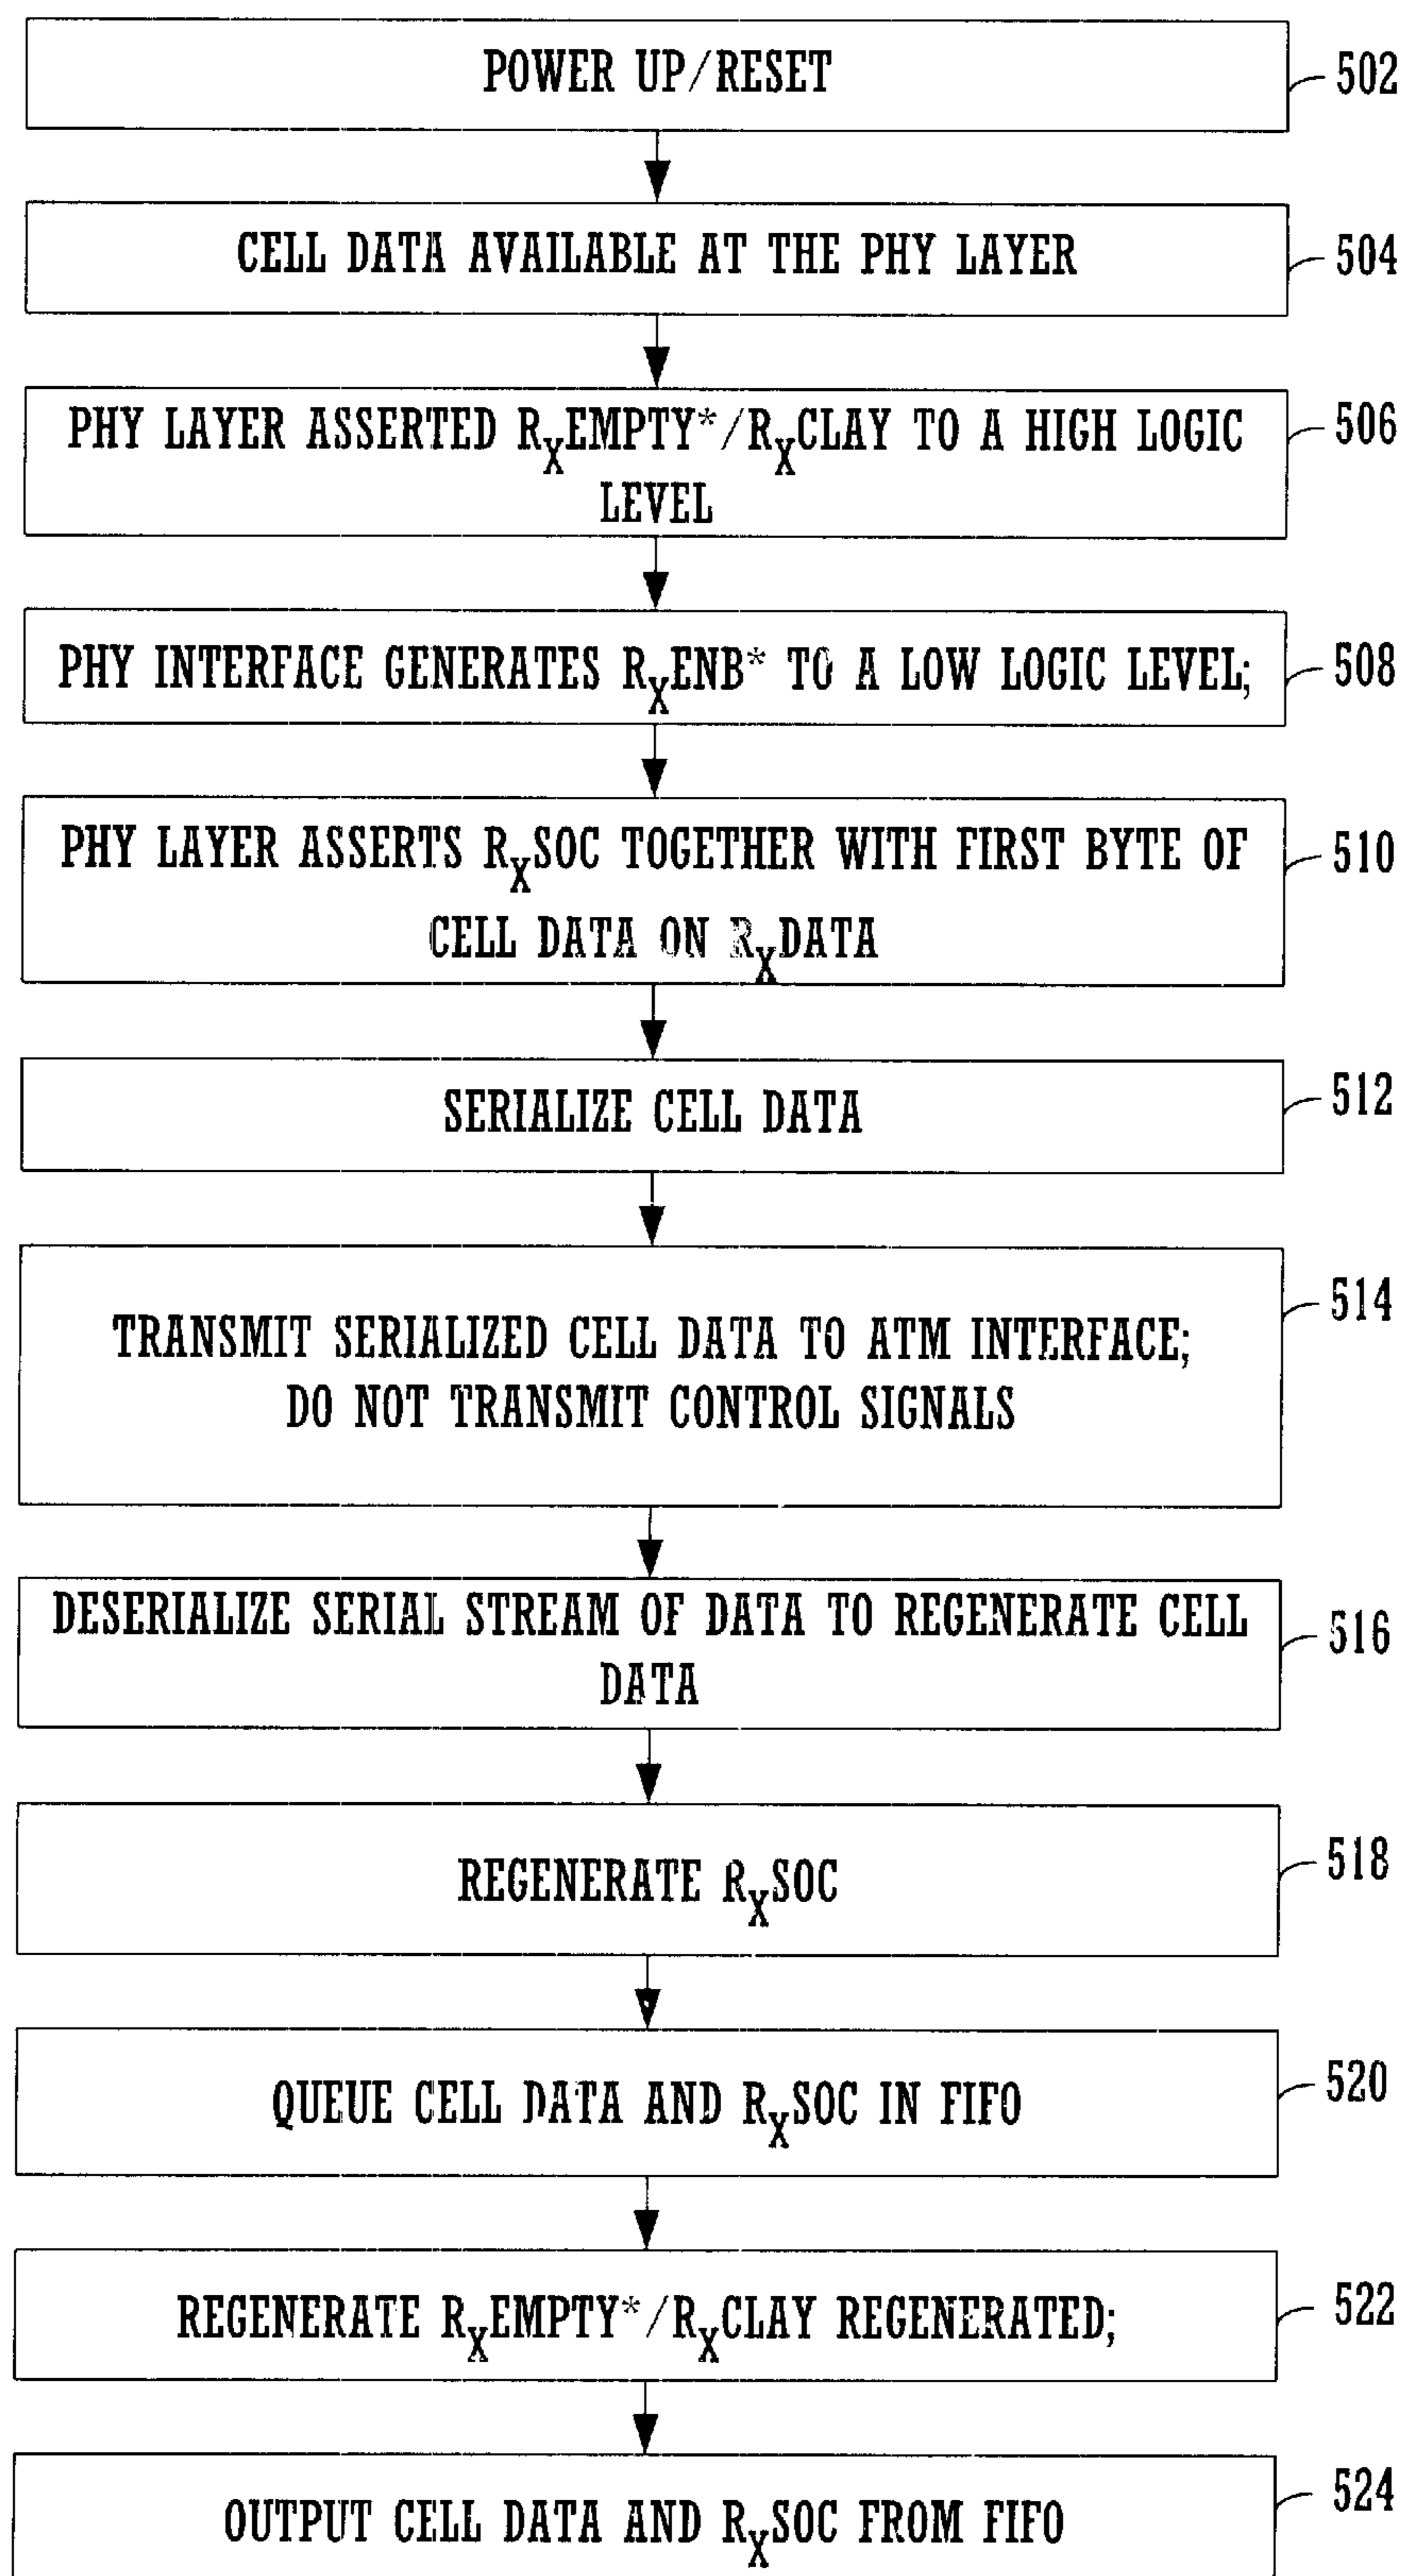 POWER UP/RESET
502
CELL DATA AVAILABLE AT THE PHY LAYER
504
PHY LAYER ASSERTED RXEMPTY*/RXCLAY TO A HIGH LOGIC
LEVEL
506
PHY INTERFACE GENERATES RXENB* TO A LOW LOGIC LEVEL;
508
PHY LAYER ASSERTS RXSOC TOGETHER WITH FIRST BYTE OF
CELL DATA ON RXDATA
510
SERIALIZE CELL DATA
512
TRANSMIT SERIALIZED CELL DATA TO ATM INTERFACE;
DO NOT TRANSMIT CONTROL SIGNALS
514
DESERIALIZE SERIAL STREAM OF DATA TO REGENERATE CELL
DATA
516
REGENERATE RXSOC
518
QUEUE CELL DATA AND RXSOC IN FIFO
520
REGENERATE RXEMPTY*/RXCLAY REGENERATED;
522
OUTPUT CELL DATA AND RXSOC FROM FIFO
524